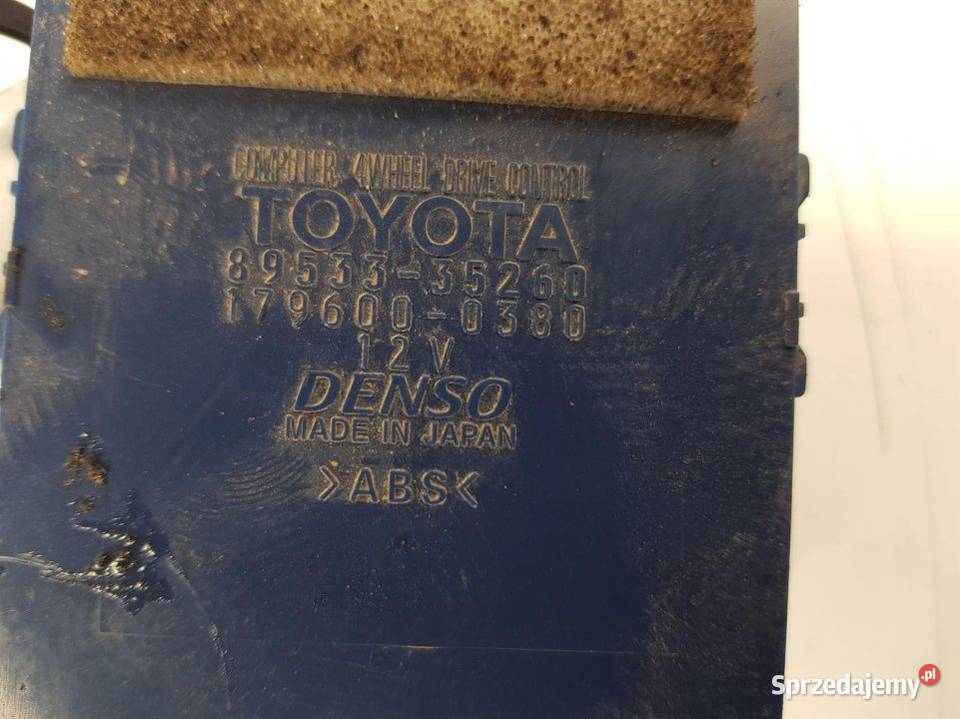 COMPUTER 4WHEEL DRIVE CONTROL
TOYOTA
89533-35260
179600-0380
12V
DENSO
MADE IN JAPAN
>ABS<
Sprzedajemy.pl